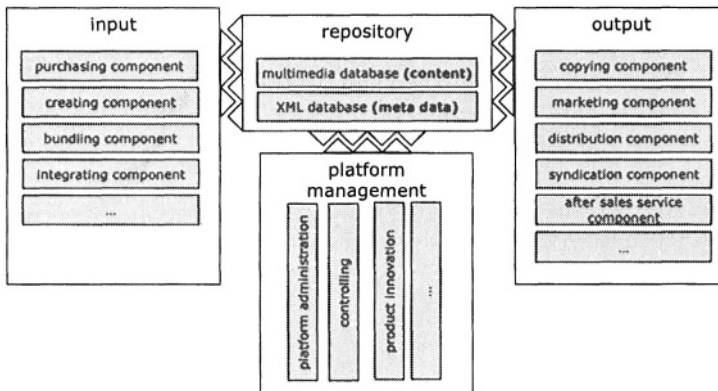 input
purchasing component
creating component
bundling component
integrating component
...
repository
multimedia database (content)
XML database (meta data)
platform
management
platform administration
controlling
product innovation
...
output
copying component
marketing component
distribution component
syndication component
after sales service
component
...